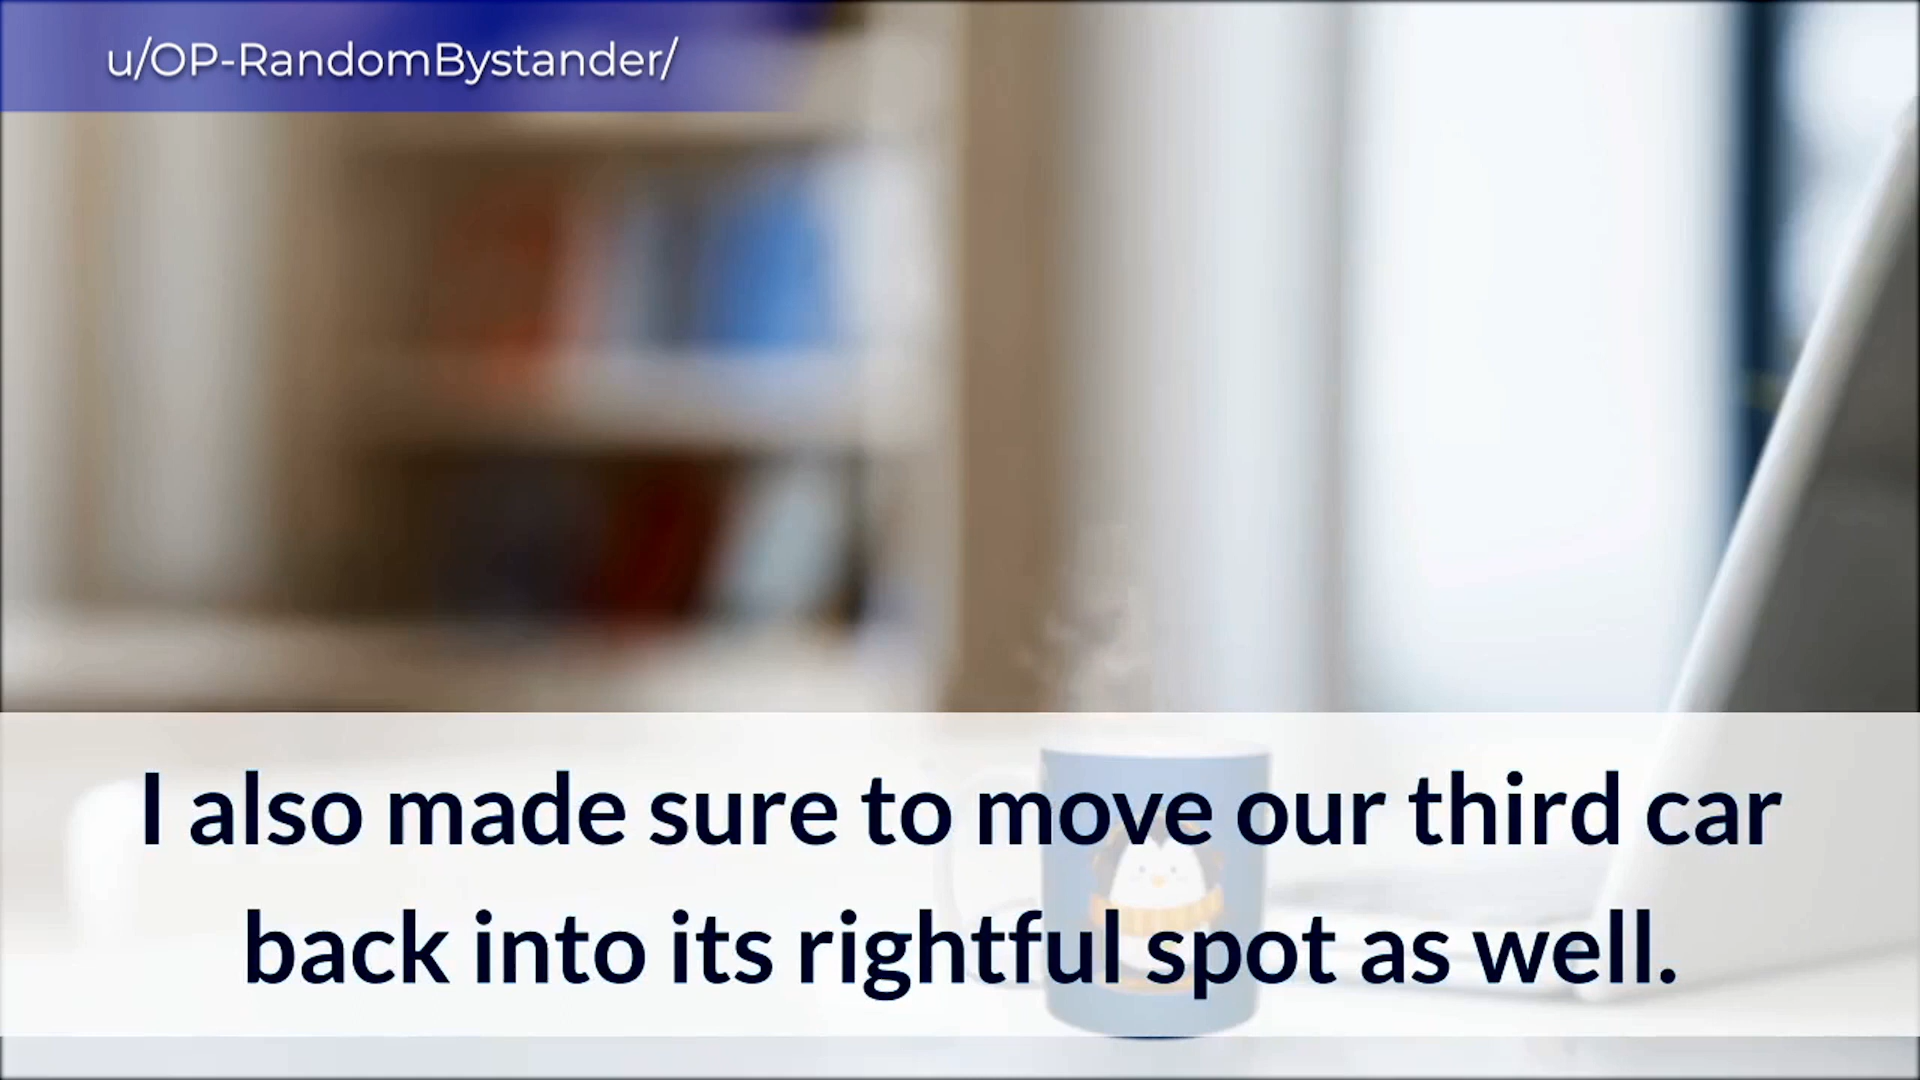 u/OP-RandomBystander/
I also made sure to move our third car
back into its rightful spot as well.